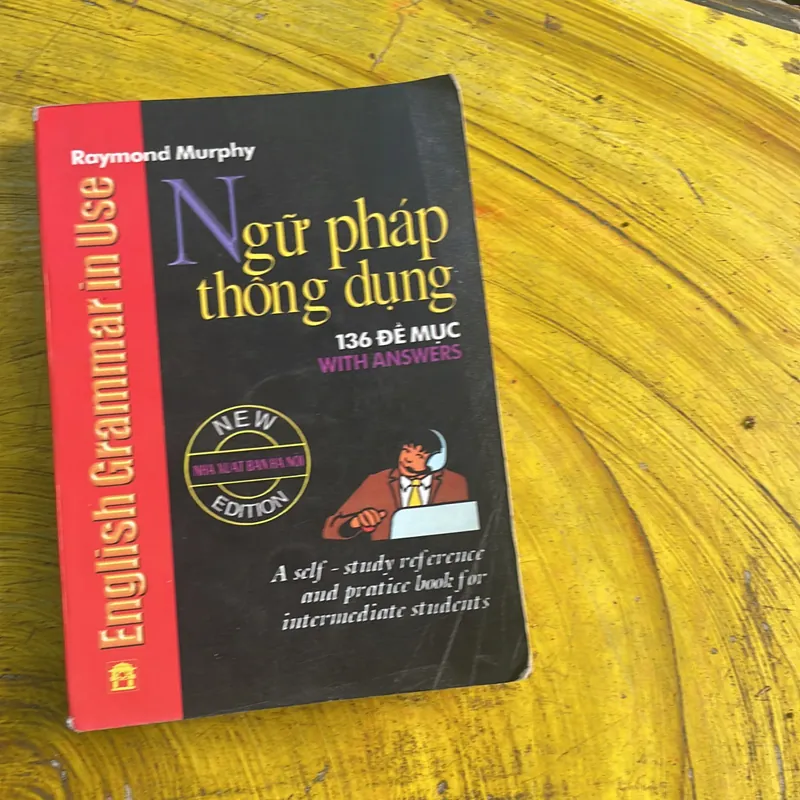 Raymond Murphy
English Grammar in Use
Ngữ pháp
thông dụng
136 ĐỀ MỤC
WITH ANSWERS
NEW
NHÀ XUẤT BẢN HÀ NỘI
EDITION
A self - study reference
and pratice book for
intermediate students